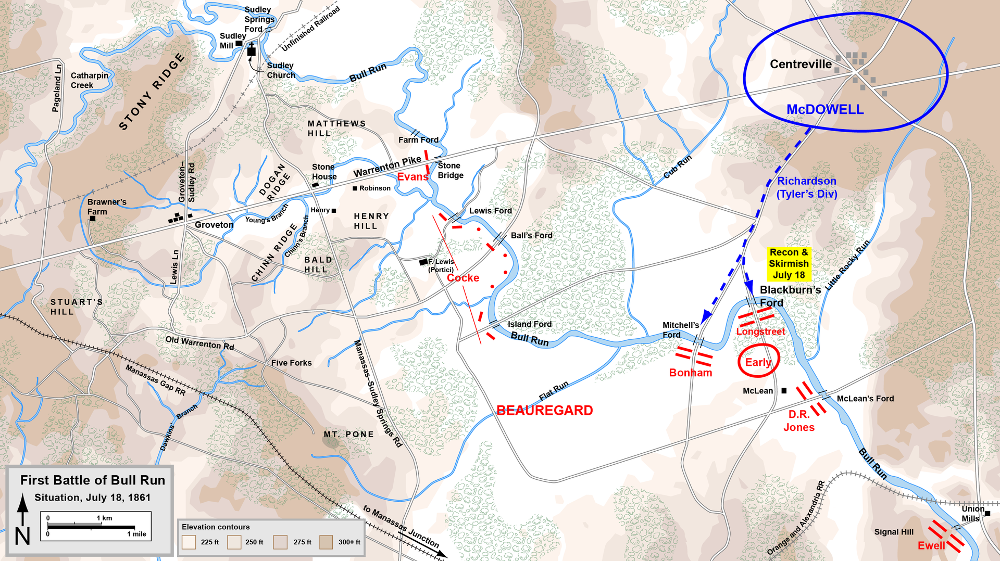 Sudley
Springs
Ford
Unfinished Railroad
Sudley
Mill
Sudley
Church
Bull Run
Pageland Ln
Catharpin
Creek
STONY RIDGE
Centreville
McDOWELL
MATTHEWS
HILL
Farm Ford
Warrenton Pike
Stone
Bridge
Evans
Stone
House
Robinson
DOGAN
RIDGE
Groveton–
Sudley Rd
Cub Run
Richardson
(Tyler's Div)
Brawner's
Farm
Groveton
Young's Branch
Henry
HENRY
HILL
Lewis Ford
Ball's Ford
CHINN RIDGE
Chinn's Branch
BALD
HILL
Lewis Ln
F. Lewis
(Portici)
Cocke
Recon &
Skirmish
July 18
Little Rocky Run
Blackburn's
Ford
STUART'S
HILL
Island Ford
Bull Run
Mitchell's
Ford
Longstreet
Old Warrenton Rd
Manassas–Sudley Springs Rd
Five Forks
Early
Bonham
Manassas Gap RR
Flat Run
McLean
McLean's Ford
BEAUREGARD
D.R.
Jones
Dawkins'
Branch
MT. PONE
Bull Run
Orange and Alexandria RR
Union
Mills
Signal Hill
Ewell
to Manassas Junction
First Battle of Bull Run
Situation, July 18, 1861
0 1 km
0 1 mile
N
Elevation contours
225 ft 250 ft 275 ft 300+ ft